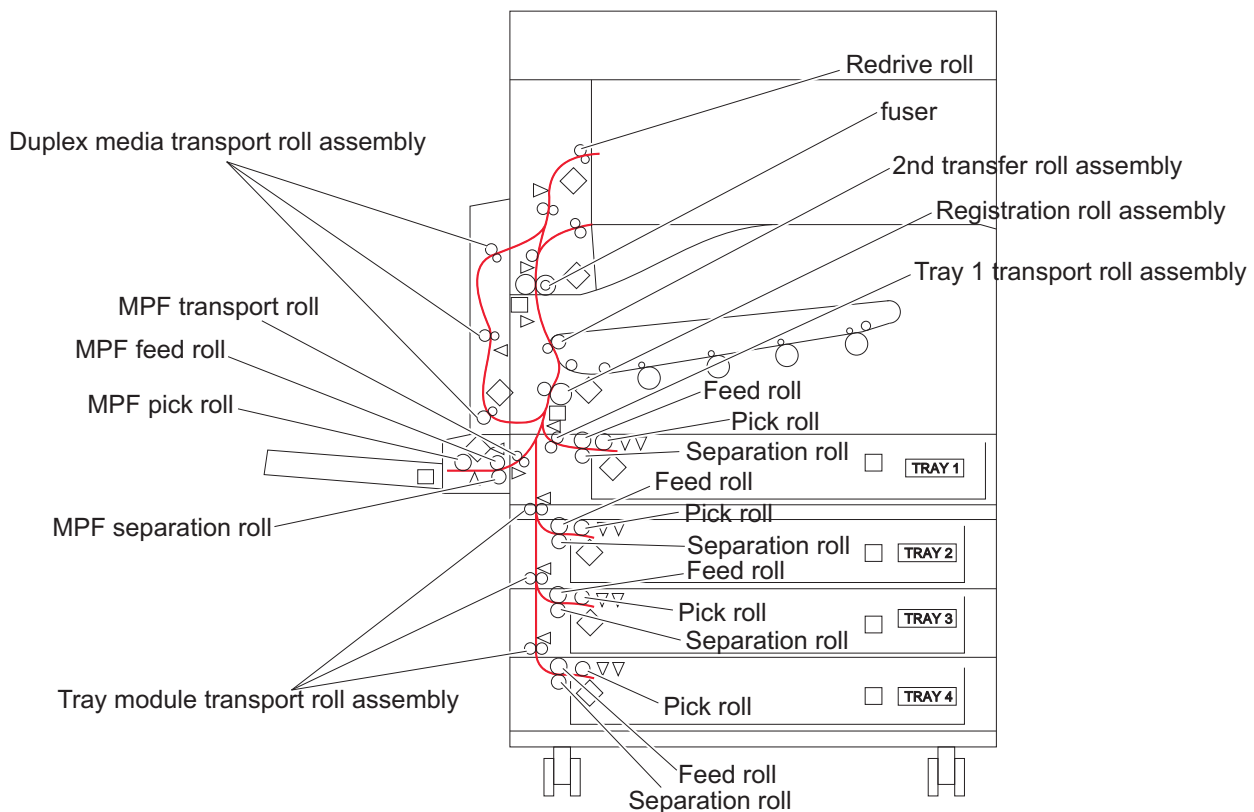 Redrive roll
fuser
Duplex media transport roll assembly
2nd transfer roll assembly
Registration roll assembly
Tray 1 transport roll assembly
MPF transport roll
MPF feed roll
MPF pick roll
Feed roll
Pick roll
Separation roll
TRAY 1
Feed roll
Pick roll
MPF separation roll
Separation roll
TRAY 2
Feed roll
Pick roll
TRAY 3
Separation roll
Tray module transport roll assembly
TRAY 4
Pick roll
Feed roll
Separation roll